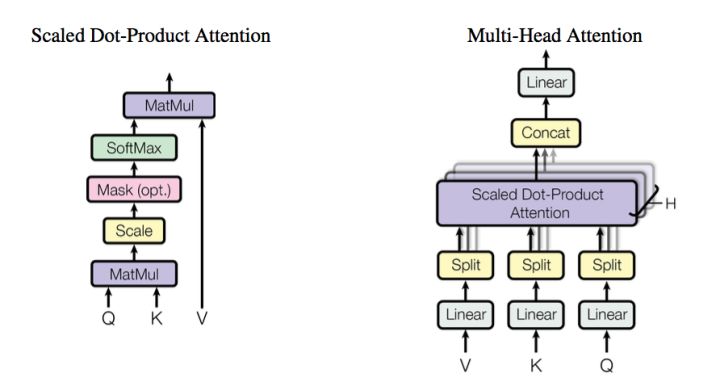 Scaled Dot-Product Attention
MatMul
SoftMax
Mask (opt.)
Scale
MatMul
Q K V
Multi-Head Attention
Linear
Concat
Scaled Dot-Product
Attention
H
Split Split Split
Linear Linear Linear
V K Q